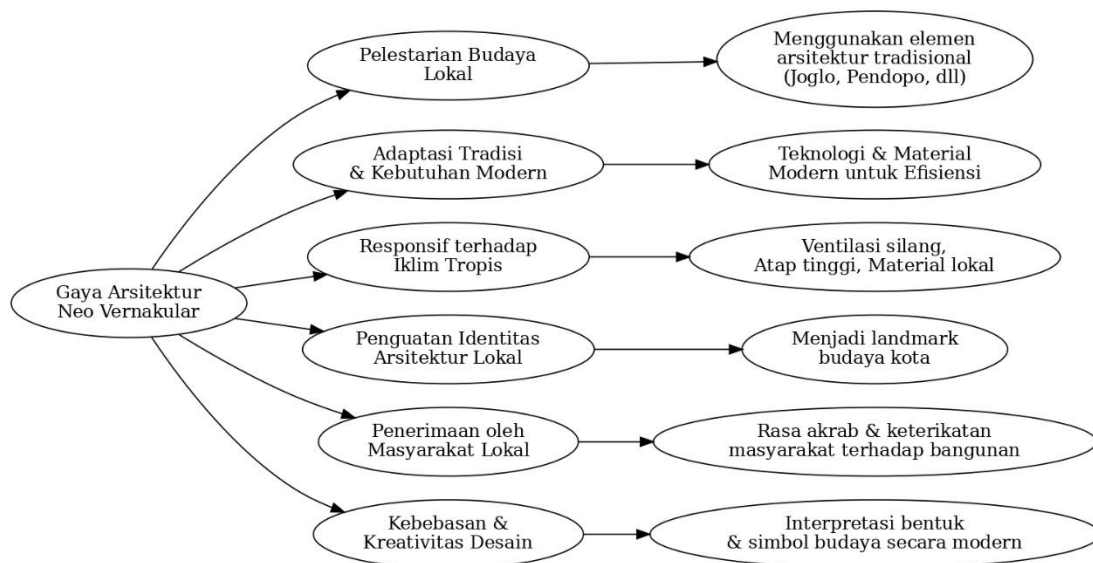 Gaya Arsitektur
Neo Vernakular
Pelestarian Budaya
Lokal
Menggunakan elemen
arsitektur tradisional
(Joglo, Pendopo, dll)
Adaptasi Tradisi
& Kebutuhan Modern
Teknologi & Material
Modern untuk Efisiensi
Responsif terhadap
Iklim Tropis
Ventilasi silang,
Atap tinggi, Material lokal
Penguatan Identitas
Arsitektur Lokal
Menjadi landmark
budaya kota
Penerimaan oleh
Masyarakat Lokal
Rasa akrab & keterikatan
masyarakat terhadap bangunan
Kebebasan &
Kreativitas Desain
Interpretasi bentuk
& simbol budaya secara modern